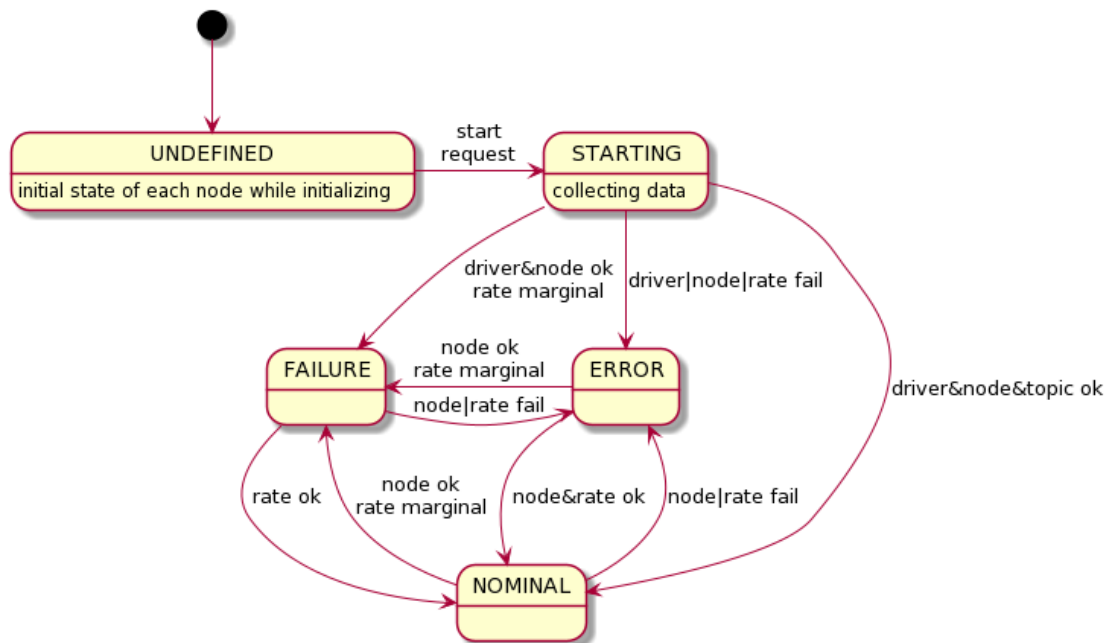 UNDEFINED
initial state of each node while initializing
start
request
STARTING
collecting data
driver&node ok
rate marginal
driver|node|rate fail
driver&node&topic ok
FAILURE
node ok
rate marginal
ERROR
node|rate fail
rate ok
node ok
rate marginal
node&rate ok
node|rate fail
NOMINAL